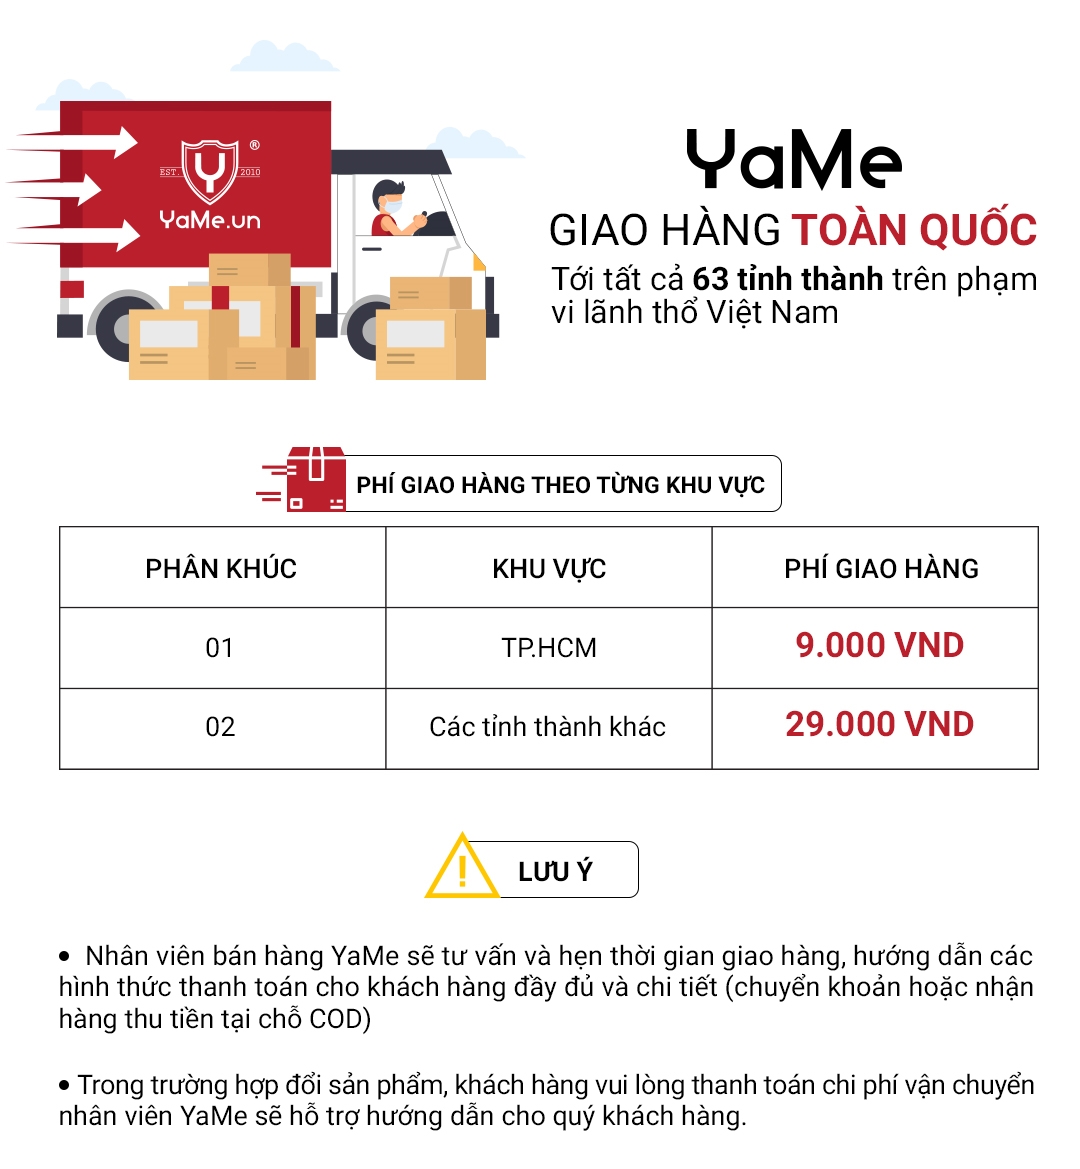 EST.
®
2010
YaMe.vn
YaMe
GIAO HÀNG TOÀN QUỐC
Tới tất cả 63 tỉnh thành trên phạm
vi lãnh thổ Việt Nam
PHÍ GIAO HÀNG THEO TỪNG KHU VỰC
PHÂN KHÚC KHU VỰC PHÍ GIAO HÀNG
01 TP.HCM 9.000 VND
02 Các tỉnh thành khác 29.000 VND
LƯU Ý
• Nhân viên bán hàng YaMe sẽ tư vấn và hẹn thời gian giao hàng, hướng dẫn các
hình thức thanh toán cho khách hàng đầy đủ và chi tiết (chuyển khoản hoặc nhận
hàng thu tiền tại chỗ COD)
• Trong trường hợp đổi sản phẩm, khách hàng vui lòng thanh toán chi phí vận chuyển
nhân viên YaMe sẽ hỗ trợ hướng dẫn cho quý khách hàng.